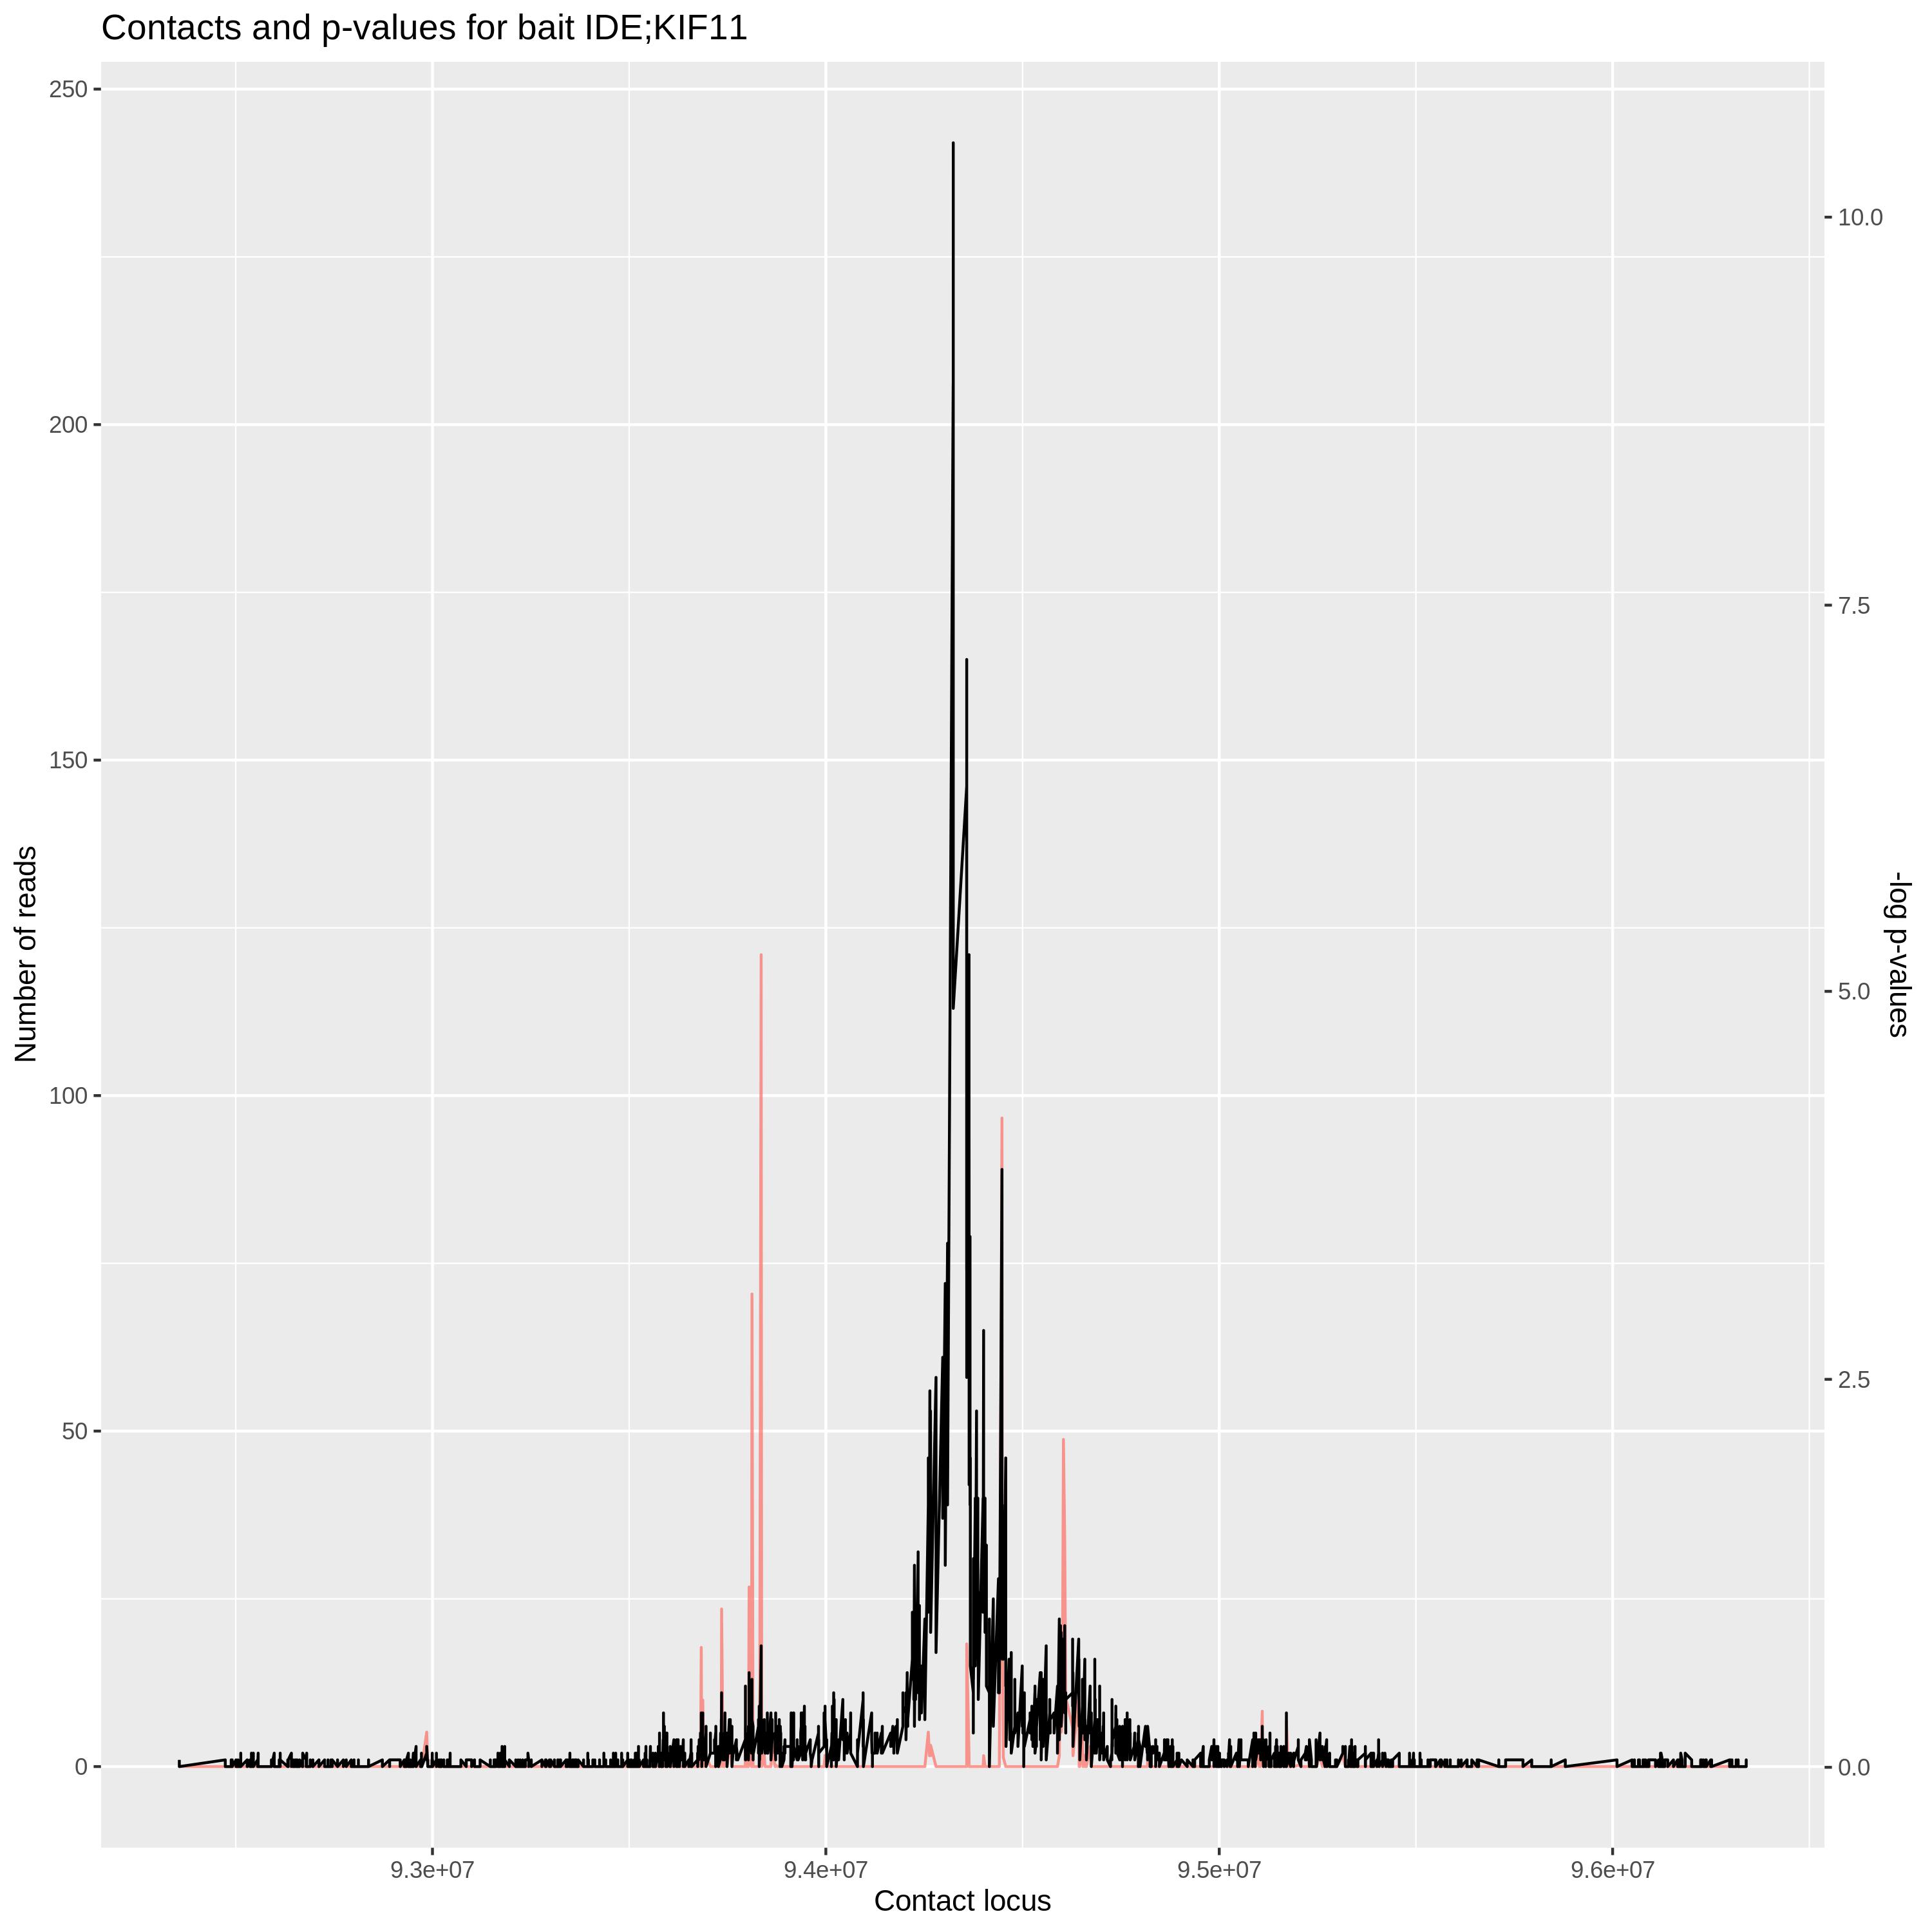 Contacts and p-values for bait IDE;KIF11
250
200
150
100
50
0
Number of reads
10.0
7.5
5.0
2.5
0.0
-log p-values
9.3e+07
9.4e+07
9.5e+07
9.6e+07
Contact locus